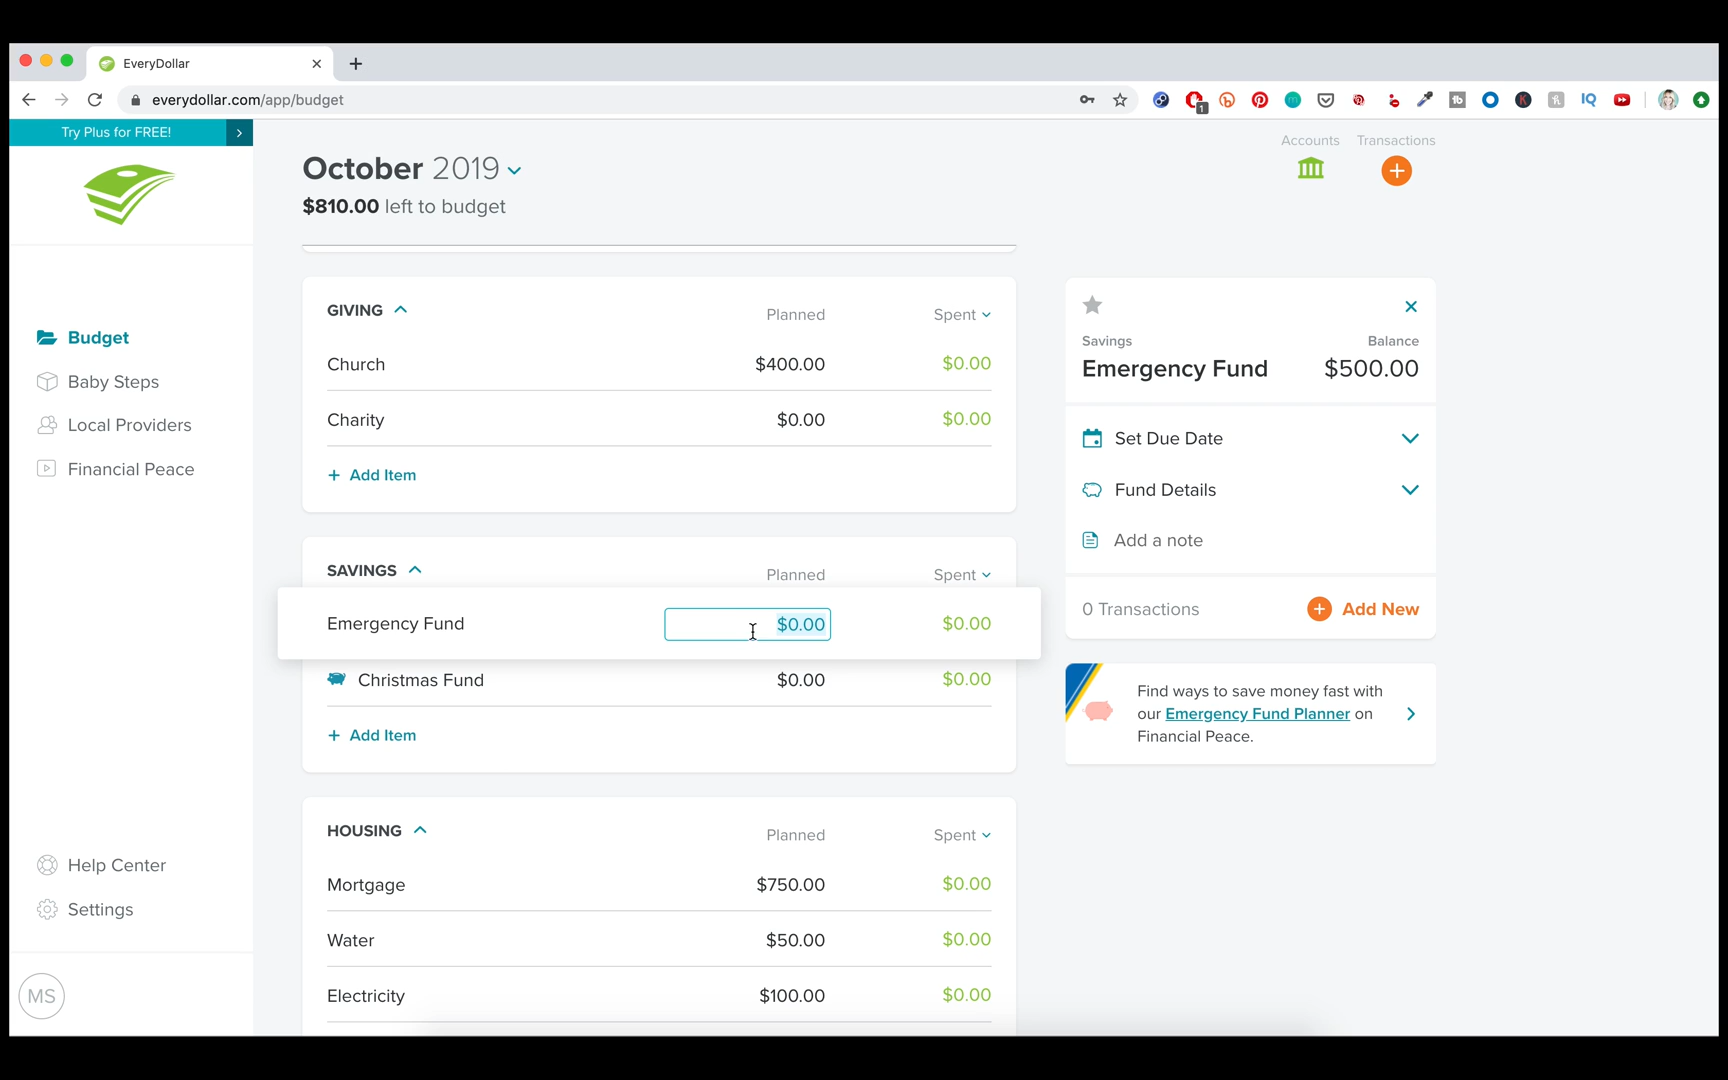 EveryDollar
everydollar.com/app/budget
1
IQ
Try Plus for FREE!
October 2019
$810.00 left to budget
Accounts Transactions
Budget
Baby Steps
Local Providers
Financial Peace
Help Center
Settings
MS
GIVING Planned Spent
Church $400.00 $0.00
Charity $0.00 $0.00
+ Add Item
SAVINGS Planned Spent
Emergency Fund $0.00 $0.00
Christmas Fund $0.00 $0.00
+ Add Item
HOUSING Planned Spent
Mortgage $750.00 $0.00
Water $50.00 $0.00
Electricity $100.00 $0.00
Savings Balance
Emergency Fund $500.00
Set Due Date
Fund Details
Add a note
0 Transactions Add New
Find ways to save money fast with
our Emergency Fund Planner on
Financial Peace.